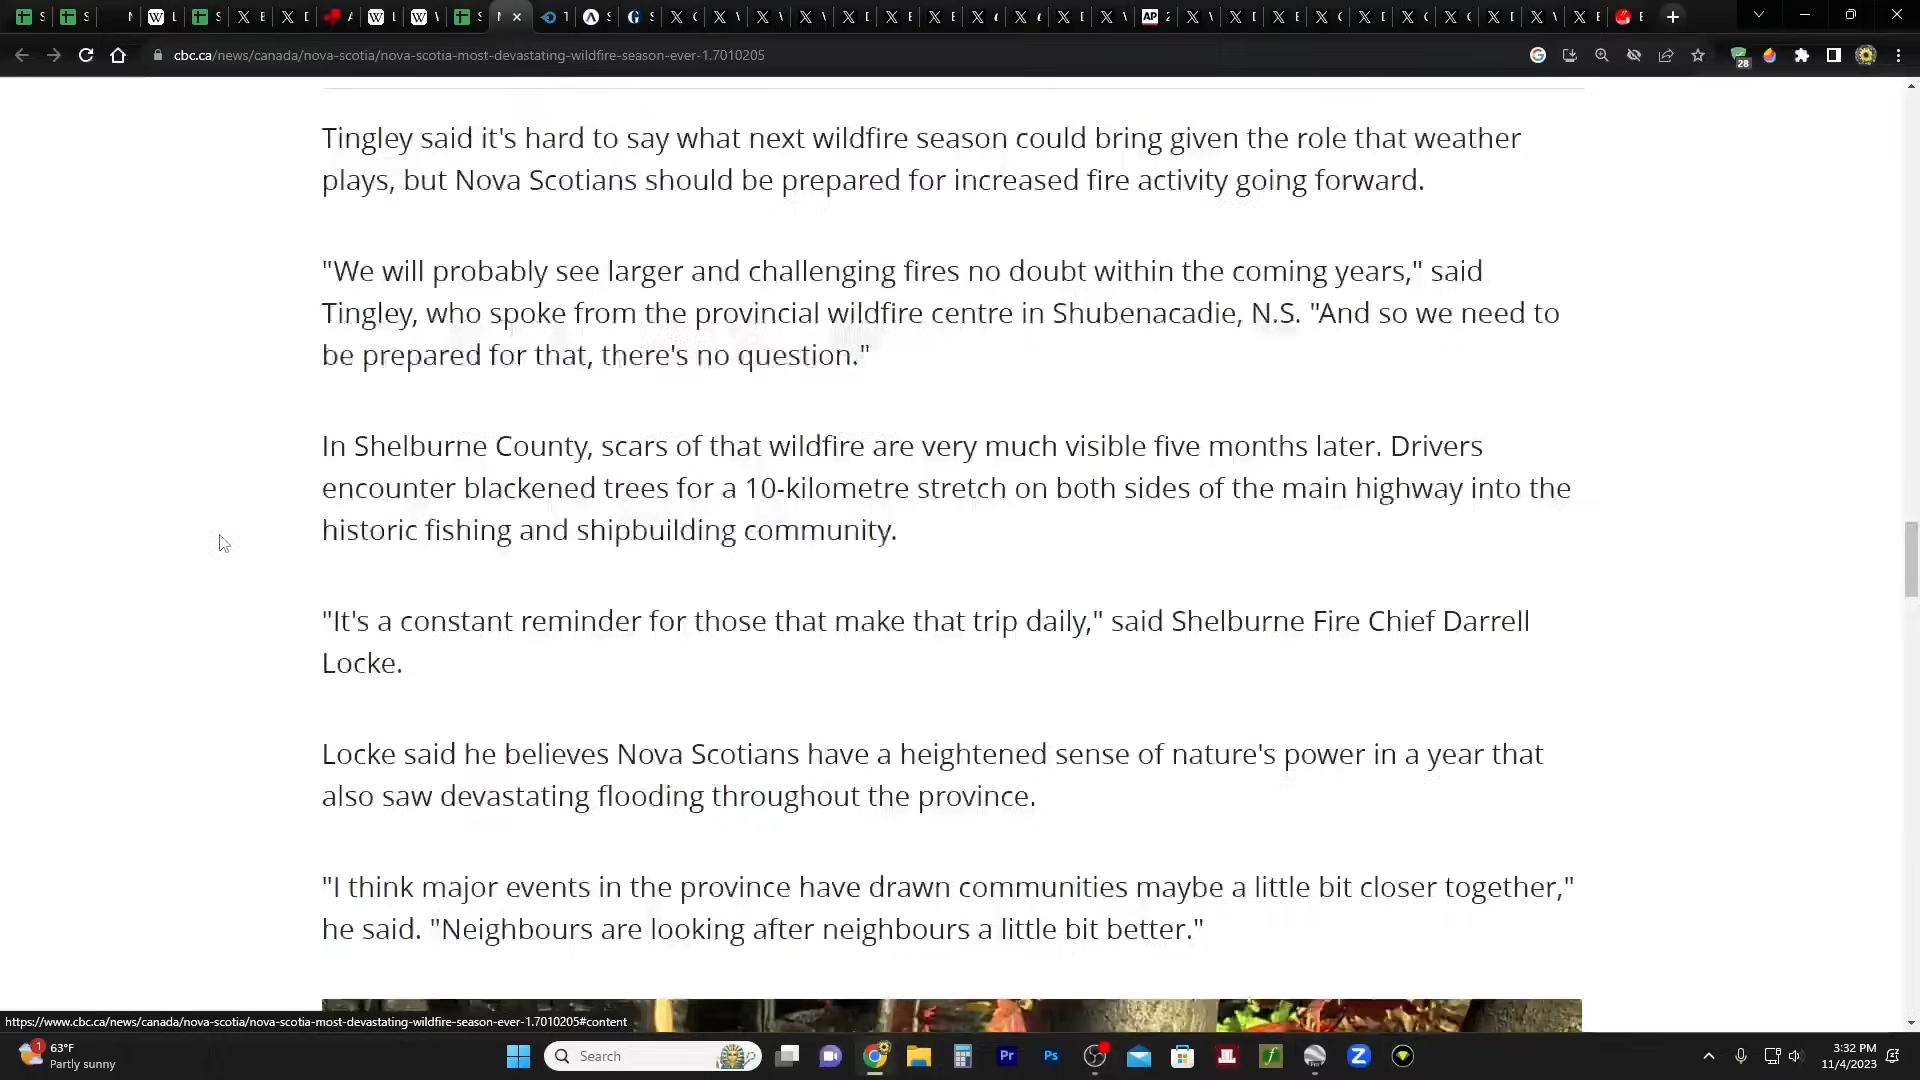 cbc.ca/news/canada/nova-scotia/nova-scotia-most-devastating-wildfire-season-ever-1.7010205
28
Tingley said it's hard to say what next wildfire season could bring given the role that weather
plays, but Nova Scotians should be prepared for increased fire activity going forward.
"We will probably see larger and challenging fires no doubt within the coming years," said
Tingley, who spoke from the provincial wildfire centre in Shubenacadie, N.S. "And so we need to
be prepared for that, there's no question."
In Shelburne County, scars of that wildfire are very much visible five months later. Drivers
encounter blackened trees for a 10-kilometre stretch on both sides of the main highway into the
historic fishing and shipbuilding community.
"It's a constant reminder for those that make that trip daily," said Shelburne Fire Chief Darrell
Locke.
Locke said he believes Nova Scotians have a heightened sense of nature's power in a year that
also saw devastating flooding throughout the province.
"I think major events in the province have drawn communities maybe a little bit closer together,"
he said. "Neighbours are looking after neighbours a little bit better."
https://www.cbc.ca/news/canada/nova-scotia/nova-scotia-most-devastating-wildfire-season-ever-1.7010205#content
1
63°F
Partly sunny
Search
Pr
Ps
3:32 PM
11/4/2023